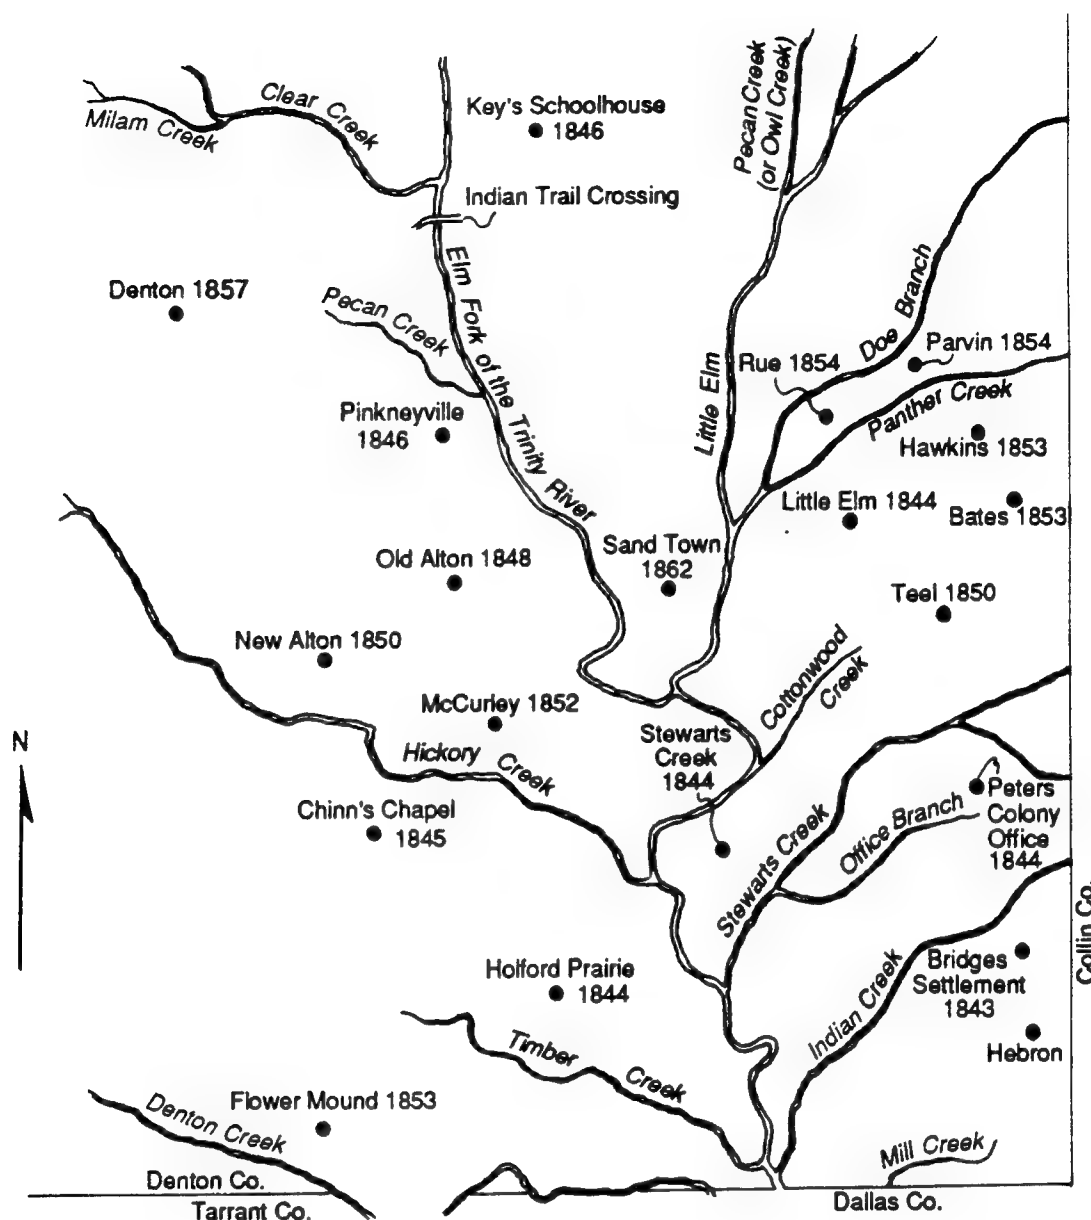 Pecan Creek
(or Owl Creek)
Clear Creek
Milam Creek
Key's Schoolhouse
1846
Indian Trail Crossing
Elm Fork of the Trinity River
Denton 1857
Pecan Creek
Doe Branch
Parvin 1854
Rue 1854
Little Elm
Panther Creek
Pinkneyville
1846
Hawkins 1853
Little Elm 1844
Bates 1853
Sand Town
1862
Old Alton 1848
Teel 1850
New Alton 1850
Cottonwood
Creek
McCurley 1852
Stewarts
Creek
1844
N
Hickory Creek
Peters
Colony
Office
1844
Chinn's Chapel
1845
Office Branch
Stewarts Creek
Collin Co.
Bridges
Settlement
1843
Holford Prairie
1844
Indian Creek
Hebron
Timber Creek
Flower Mound 1853
Denton Creek
Mill Creek
Denton Co.
Tarrant Co.
Dallas Co.